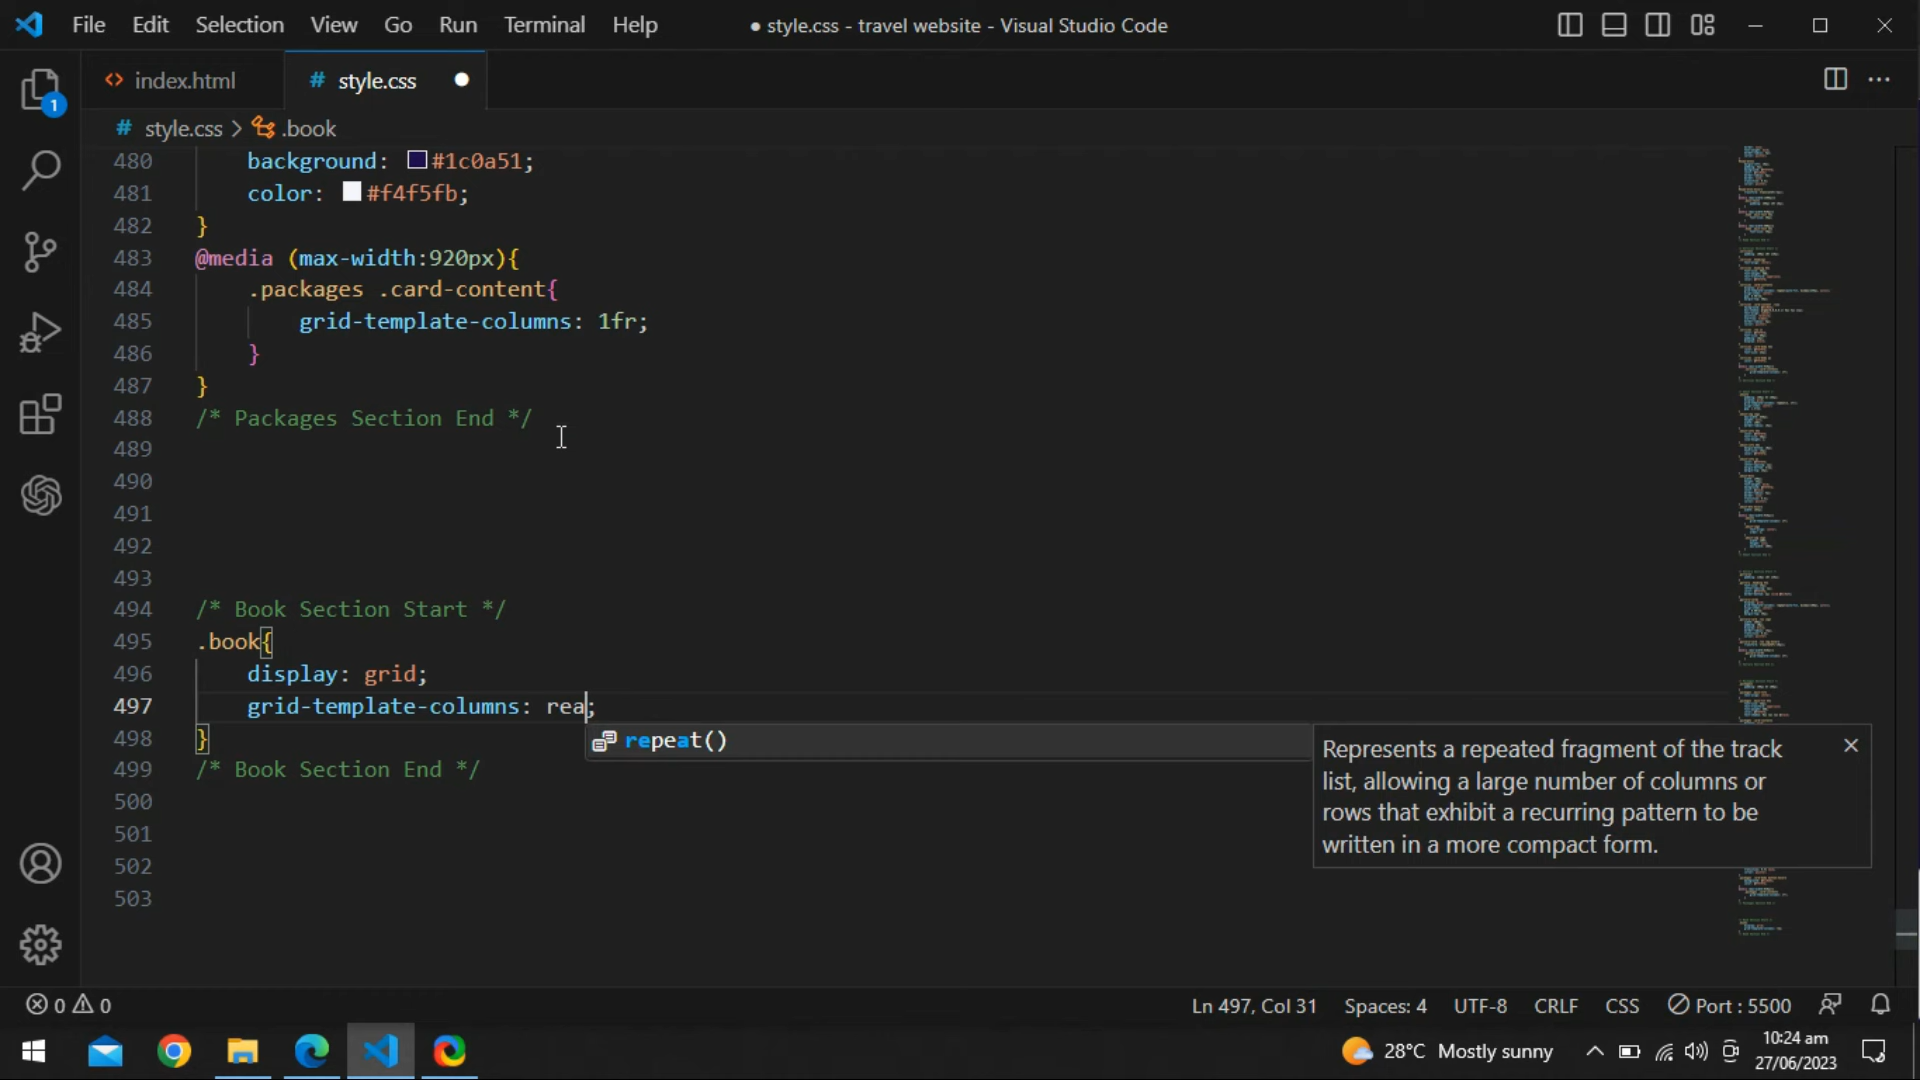 File Edit Selection View Go Run Terminal Help
● style.css - travel website - Visual Studio Code
1
<> index.html
# style.css
# style.css > .book
480 background: #1c0a51;
481 color: #f4f5fb;
482 }
483 @media (max-width:920px){
484 .packages .card-content{
485 grid-template-columns: 1fr;
486 }
487 }
488 /* Packages Section End */
489
490
491
492
493
494 /* Book Section Start */
495 .book{
496 display: grid;
497 grid-template-columns: rea;
498 }
repeat()
Represents a repeated fragment of the track
list, allowing a large number of columns or
rows that exhibit a recurring pattern to be
written in a more compact form.
499 /* Book Section End */
500
501
502
503
0 0
Ln 497, Col 31 Spaces: 4 UTF-8 CRLF CSS Port : 5500
28°C Mostly sunny
10:24 am
27/06/2023